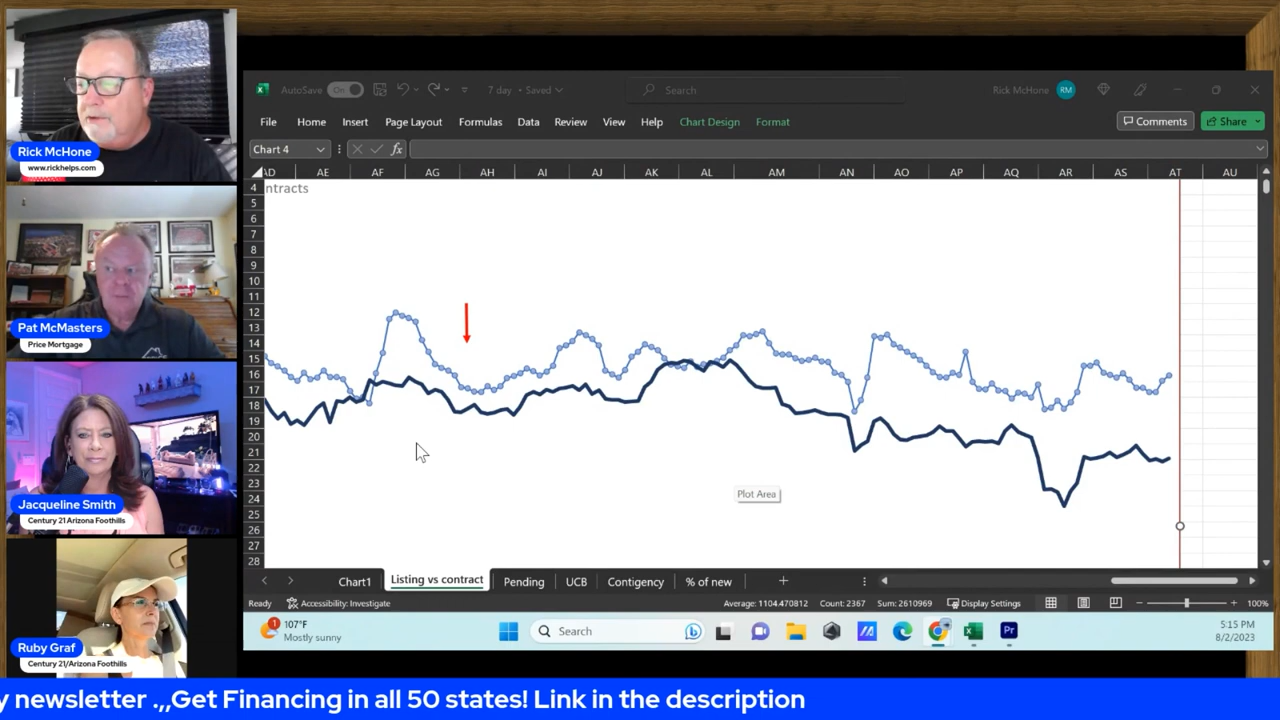 Rick McHone
www.rickhelps.com
Pat McMasters
Price Mortgage
Jacqueline Smith
Century 21 Arizona Foothills
Ruby Graf
Century 21/Arizona Foothills
AutoSave On 7 day • Saved Search Rick McHone RM
File Home Insert Page Layout Formulas Data Review View Help Chart Design Format Comments Share
Chart 4 fx
AD AE AF AG AH AI AJ AK AL AM AN AO AP AQ AR AS AT AU
4 ntracts
5
6
7
8
9
10
11
12
13
14
15
16
17
18
19
20
21
22
23
24
25
26
27
28
Plot Area
Chart1 Listing vs contract Pending UCB Contigency % of new
Ready Accessibility: Investigate Average: 1104.470812 Count: 2367 Sum: 2610969 Display Settings 100%
1 107°F
Mostly sunny
Search
Pr
5:15 PM
8/2/2023
y newsletter .,,Get Financing in all 50 states! Link in the description